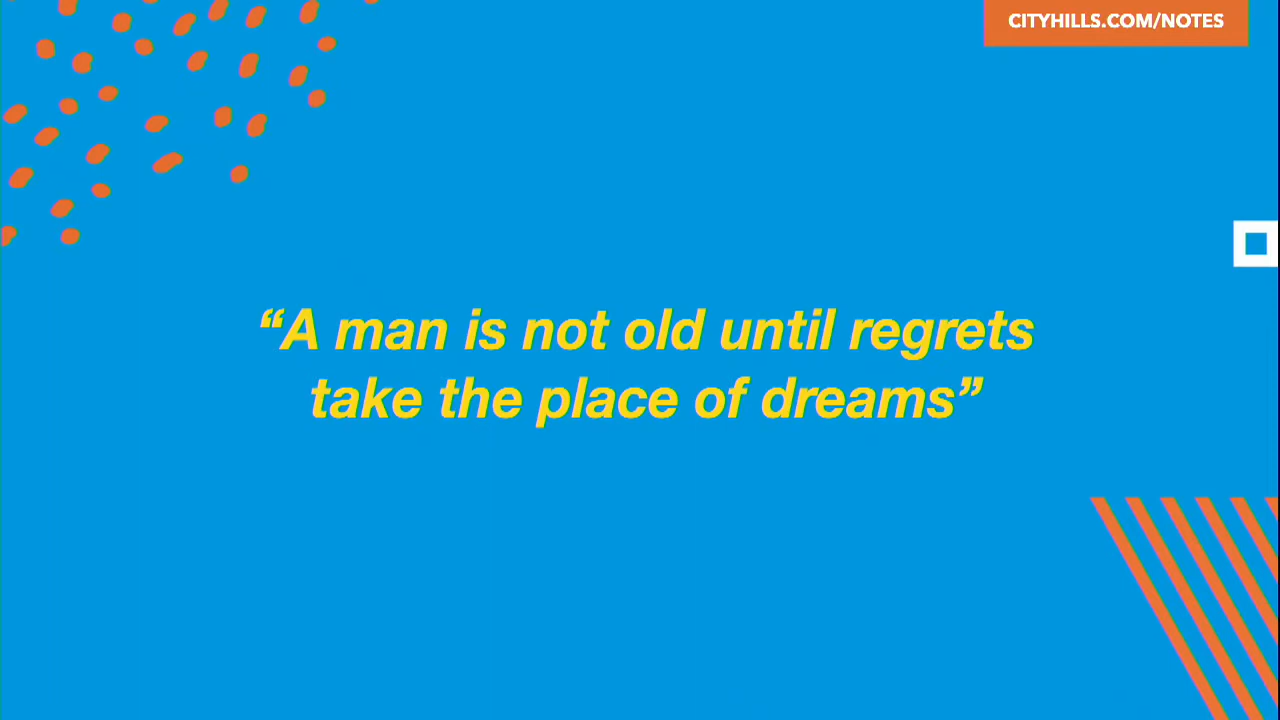 CITYHILLS.COM/NOTES
“A man is not old until regrets
take the place of dreams”